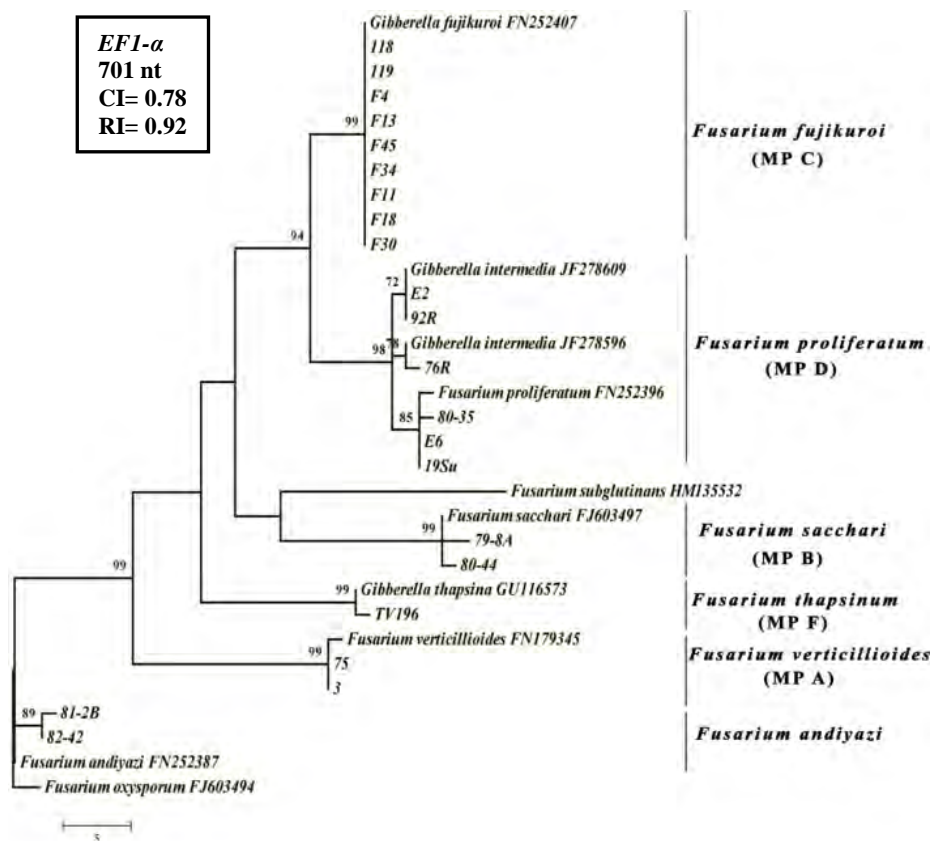 EF1-α
701 nt
CI= 0.78
RI= 0.92
Gibberella fujikuroi FN252407
118
119
F4
99
F13
F45
F34
F11
F18
F30
Fusarium fujikuroi
(MP C)
94
Gibberella intermedia JF278609
72
E2
92R
Gibberella intermedia JF278596
78
98
76R
Fusarium proliferatum FN252396
85
80-35
E6
19Su
Fusarium proliferatum
(MP D)
Fusarium subglutinans HM135532
Fusarium sacchari FJ603497
99
79-8A
80-44
Fusarium sacchari
(MP B)
99
Gibberella thapsina GU116573
TV196
Fusarium thapsinum
(MP F)
99
Fusarium verticillioides FN179345
99
75
3
Fusarium verticillioides
(MP A)
89
81-2B
82-42
Fusarium andiyazi FN252387
Fusarium andiyazi
Fusarium oxysporum FJ603494
5